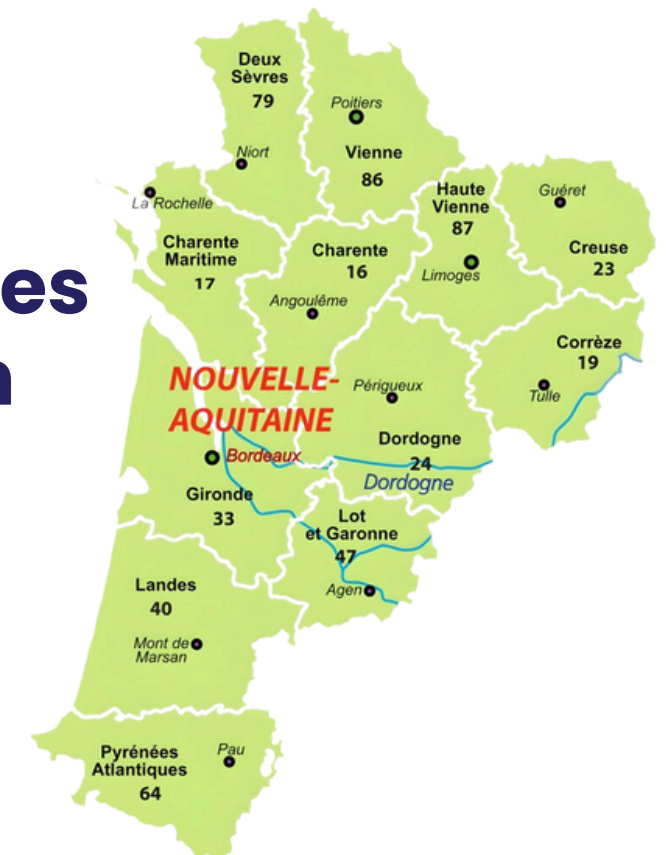 Deux
Sèvres
79
Poitiers
Niort
Vienne
86
La Rochelle
Haute
Vienne
87
Guéret
Charente
Maritime
17
Charente
16
Creuse
23
Limoges
es
Angoulême
n
Corrèze
19
NOUVELLE-
AQUITAINE
Périgueux
Tulle
Dordogne
24
Bordeaux
Dordogne
Gironde
33
Lot
et Garonne
47
Landes
40
Agen
Mont de
Marsan
Pyrénées
Atlantiques
64
Pau